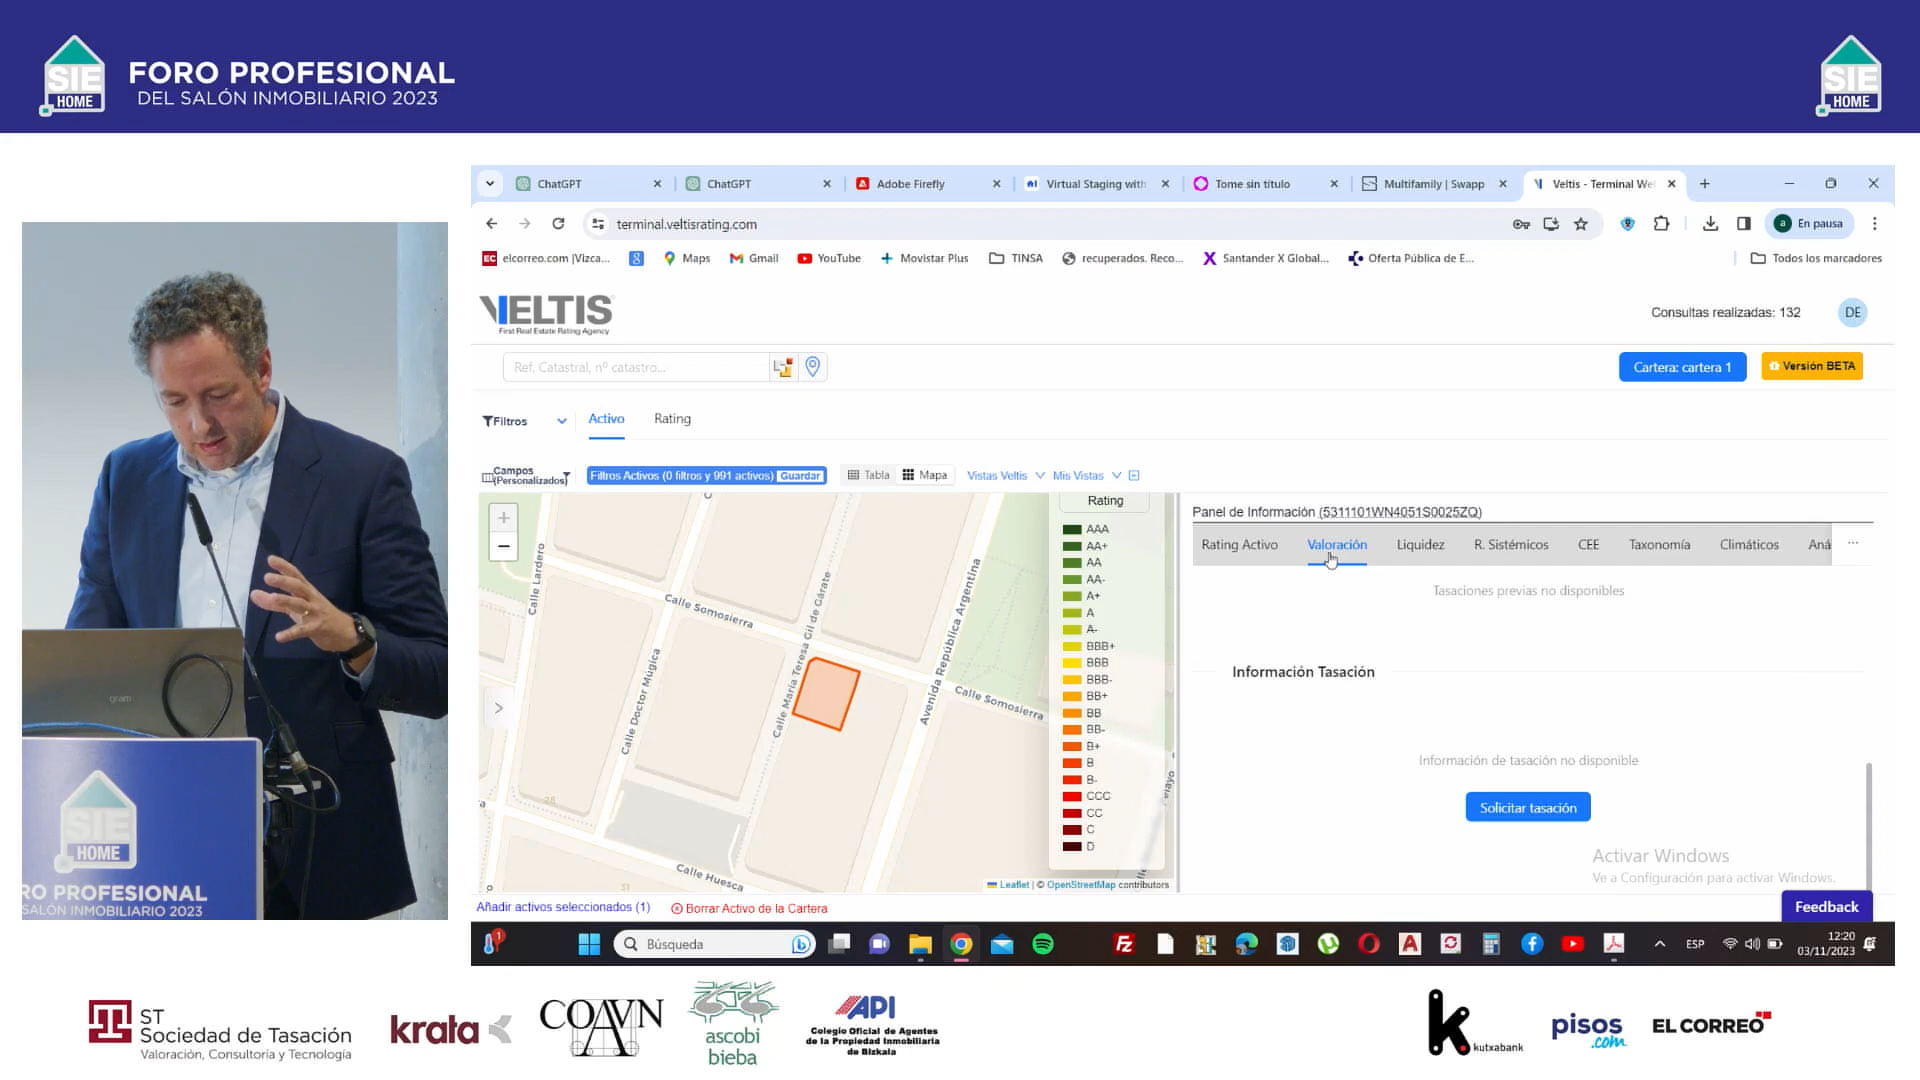 SIE
HOME
FORO PROFESIONAL
DEL SALÓN INMOBILIARIO 2023
SIE
HOME
ChatGPT
ChatGPT
Adobe Firefly
Virtual Staging with
Tome sin título
Multifamily | Swapp
Veltis - Terminal We
terminal.veltisrating.com
a
En pausa
EC elcorreo.com |Vizca...
Maps
Gmail
YouTube
Movistar Plus
TINSA
recuperados. Reco...
Santander X Global...
Oferta Pública de E...
Todos los marcadores
VELTIS
First Real Estate Rating Agency
Consultas realizadas: 132
DE
Ref. Catastral, nº catastro...
Cartera: cartera 1
Versión BETA
Filtros
Activo
Rating
Campos
(Personalizados)
Filtros Activos (0 filtros y 991 activos) Guardar
Tabla
Mapa
Vistas Veltis
Mis Vistas
Calle Lardero
Calle Somosierra
Calle María Teresa Gil de Gárate
Avenida República Argentina
Calle Doctor Múgica
Calle Somosierra
Calle Huesca
Rating
AAA
AA+
AA
AA-
A+
A
A-
BBB+
BBB
BBB-
BB+
BB
BB-
B+
B
B-
CCC
CC
C
D
Leaflet | © OpenStreetMap contributors
Panel de Información (5311101WN4051S0025ZQ)
Rating Activo
Valoración
Liquidez
R. Sistémicos
CEE
Taxonomía
Climáticos
Aná
...
Tasaciones previas no disponibles
Información Tasación
Información de tasación no disponible
Solicitar tasación
Activar Windows
Ve a Configuración para activar Windows.
Feedback
Añadir activos seleccionados (1)
Borrar Activo de la Cartera
1
Búsqueda
ESP
12:20
03/11/2023
gram
SIE
HOME
RO PROFESIONAL
SALÓN INMOBILIARIO 2023
ST
Sociedad de Tasación
Valoración, Consultoría y Tecnología
krata
COAVN
ascobi
bieba
API
Colegio Oficial de Agentes
de la Propiedad Inmobiliaria
de Bizkaia
k
kutxabank
pisos
.com
EL CORREO